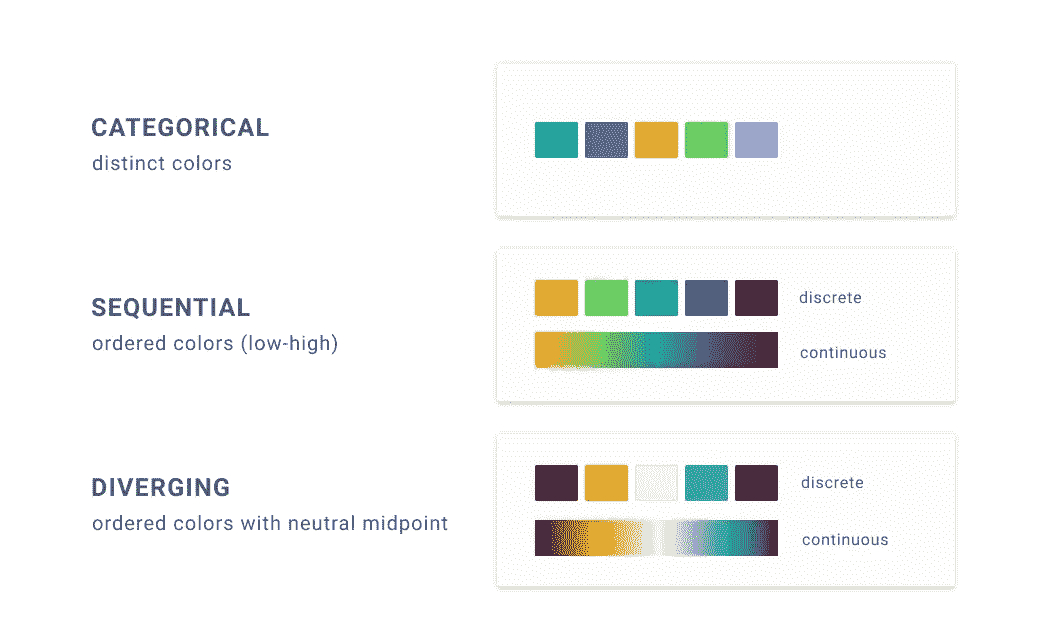 CATEGORICAL
distinct colors
SEQUENTIAL
ordered colors (low-high)
discrete
continuous
DIVERGING
ordered colors with neutral midpoint
discrete
continuous